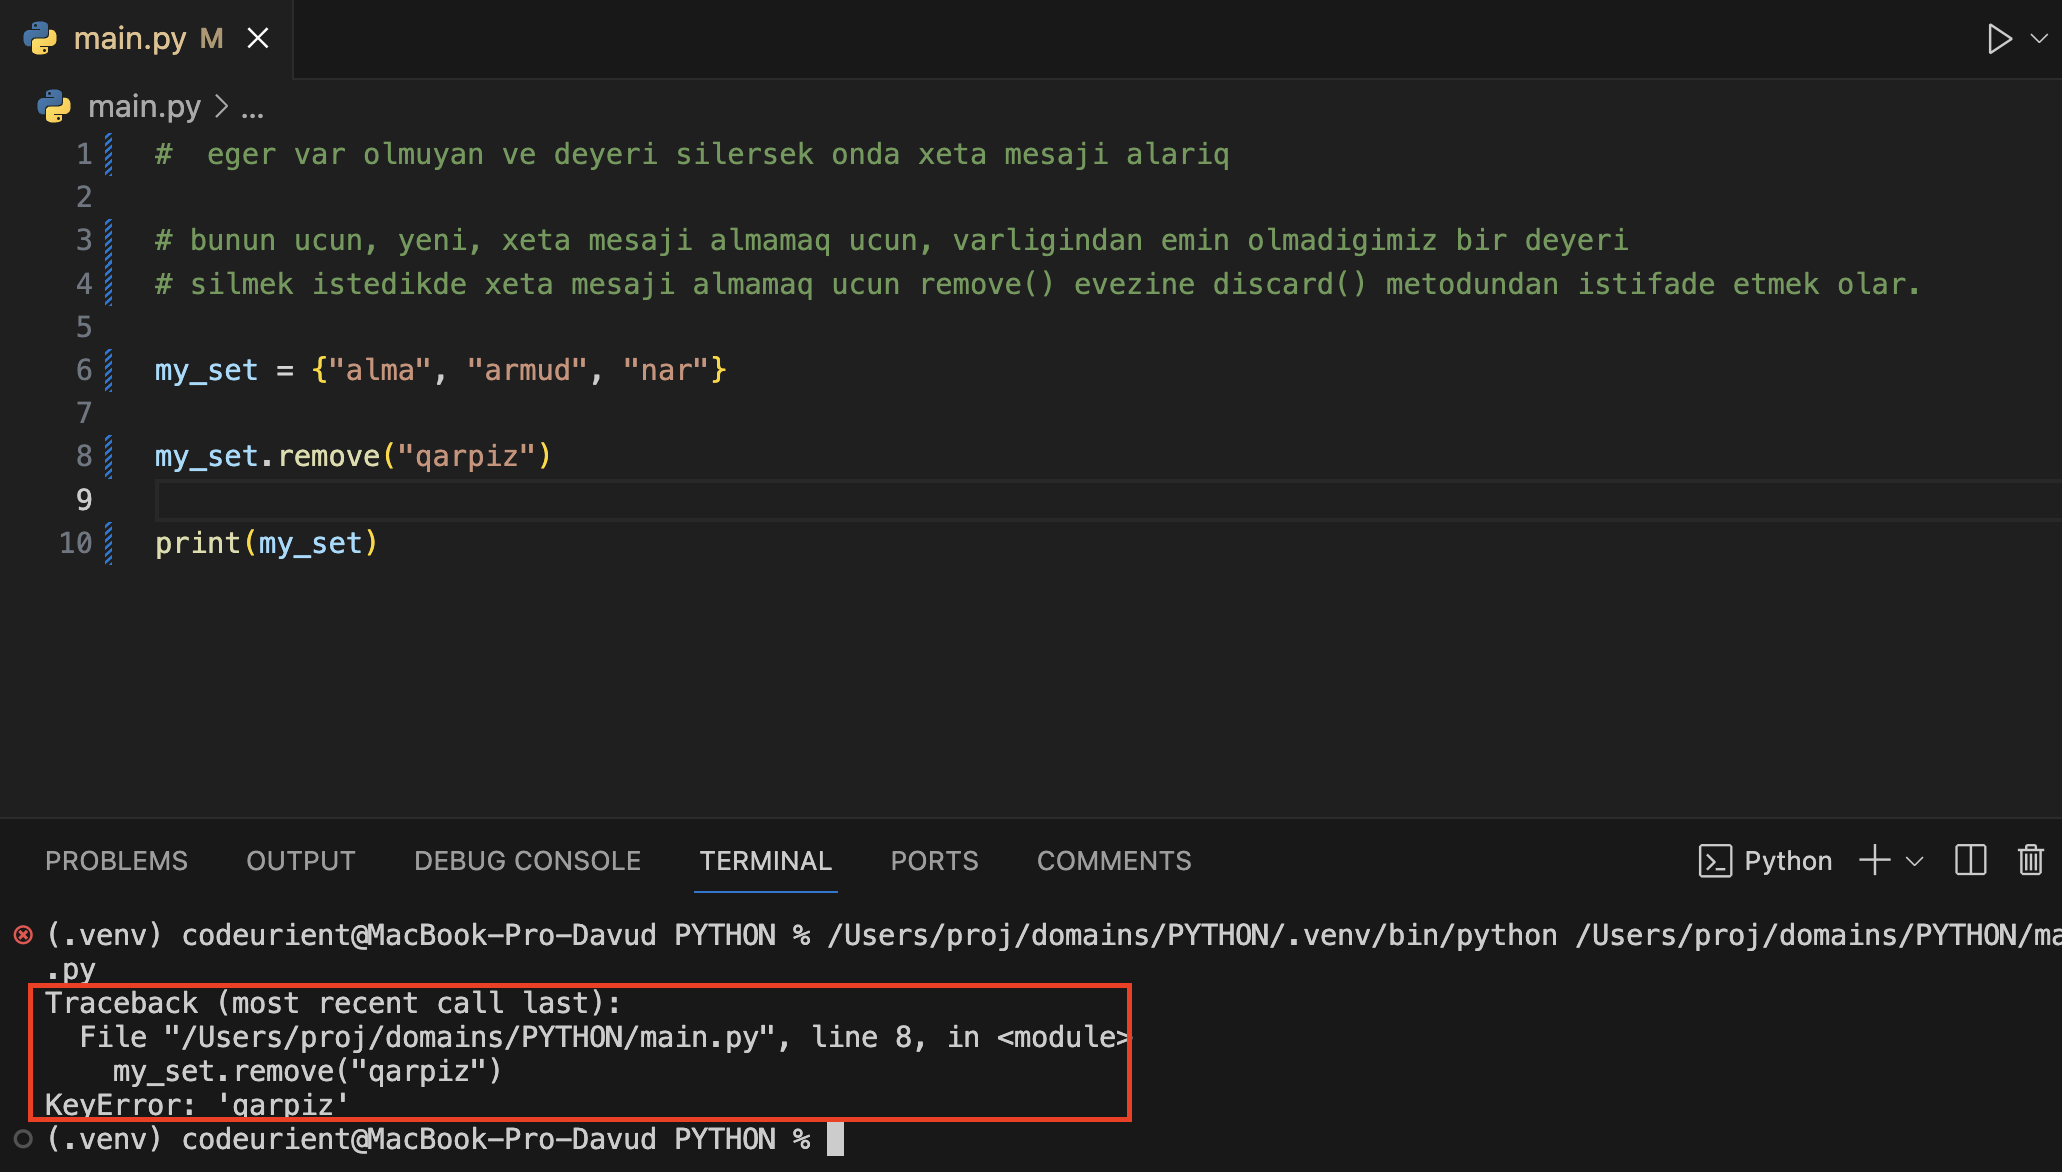 main.py M
main.py > ...
1 #  eger var olmuyan ve deyeri silersek onda xeta mesaji alariq
2
3 # bunun ucun, yeni, xeta mesaji almamaq ucun, varligindan emin olmadigimiz bir deyeri
4 # silmek istedikde xeta mesaji almamaq ucun remove() evezine discard() metodundan istifade etmek olar.
5
6 my_set = {"alma", "armud", "nar"}
7
8 my_set.remove("qarpiz")
9
10 print(my_set)
PROBLEMS OUTPUT DEBUG CONSOLE TERMINAL PORTS COMMENTS Python
(.venv) codeurient@MacBook-Pro-Davud PYTHON % /Users/proj/domains/PYTHON/.venv/bin/python /Users/proj/domains/PYTHON/ma
.py
Traceback (most recent call last):
  File "/Users/proj/domains/PYTHON/main.py", line 8, in <module>
    my_set.remove("qarpiz")
KeyError: 'qarpiz'
(.venv) codeurient@MacBook-Pro-Davud PYTHON %